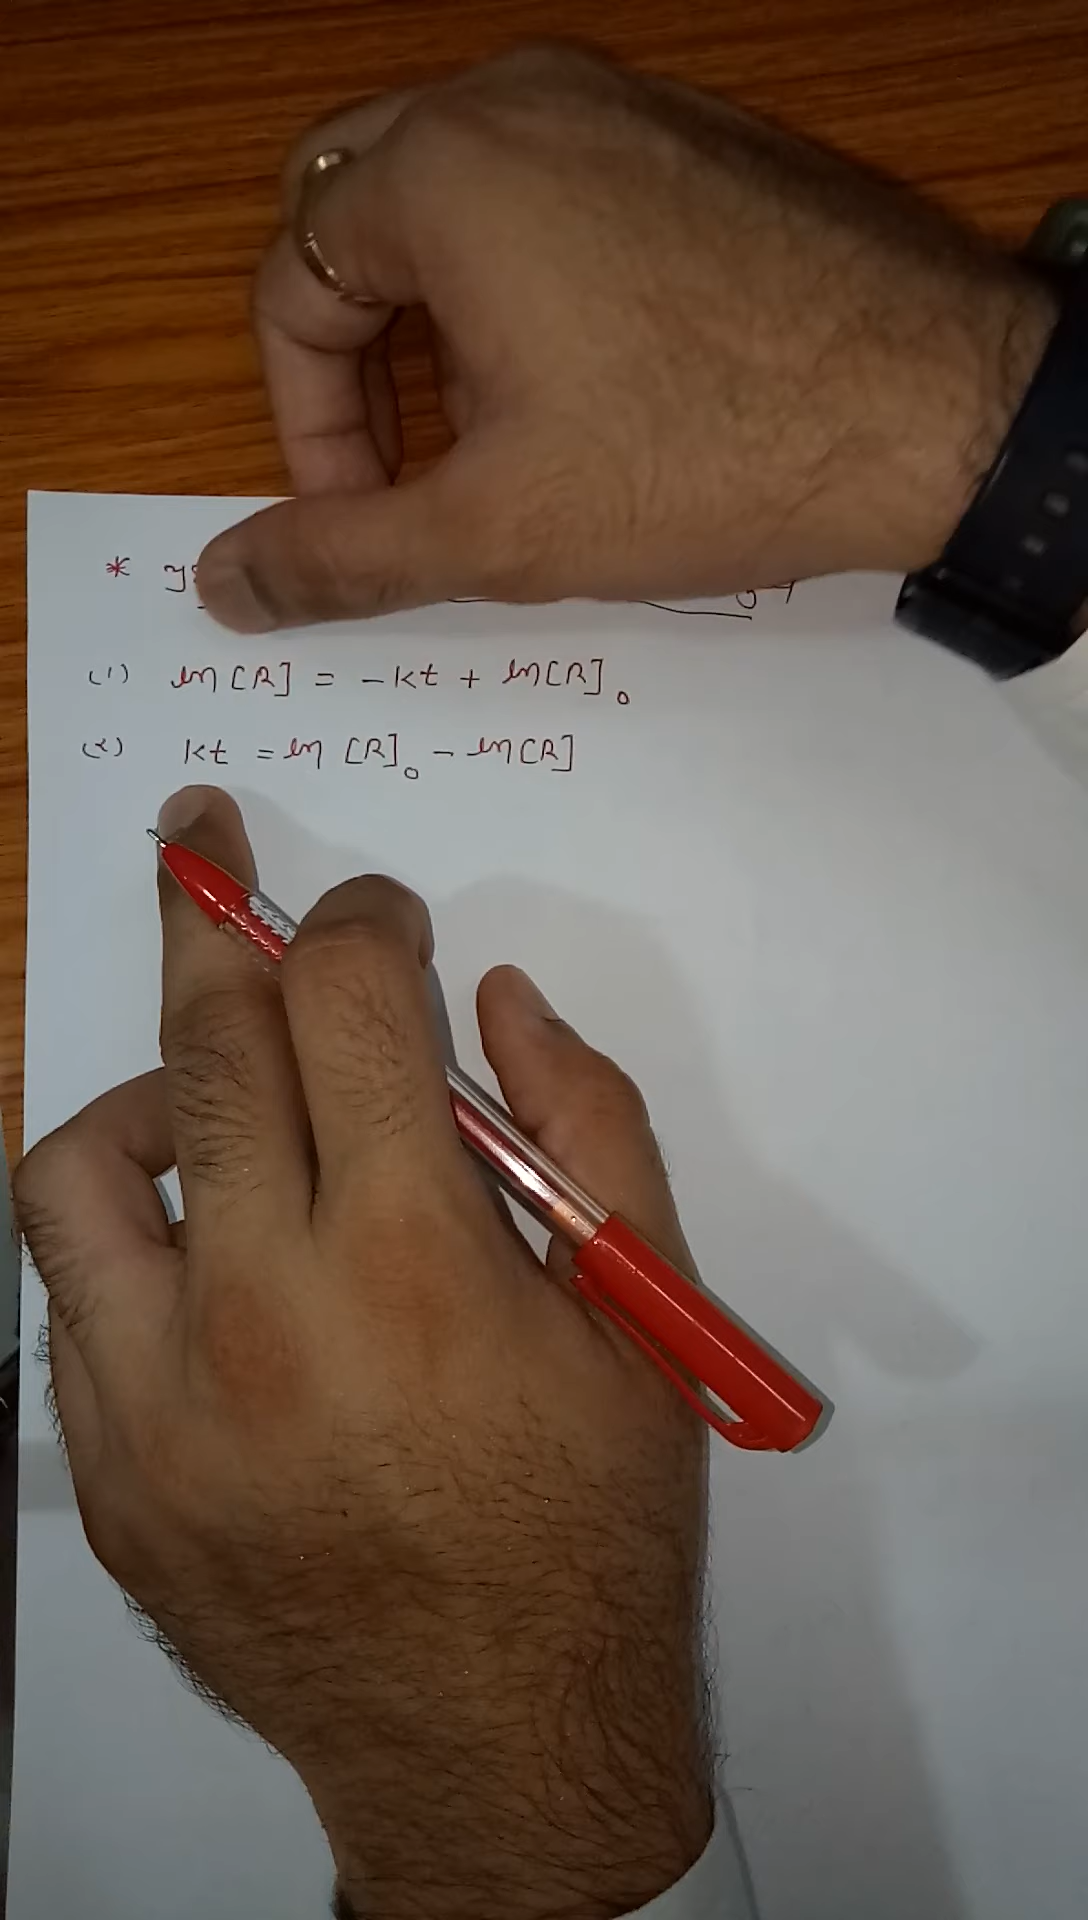 (1) ln [R] = -kt + ln[R]₀
(2) kt = ln [R]₀ - ln[R]